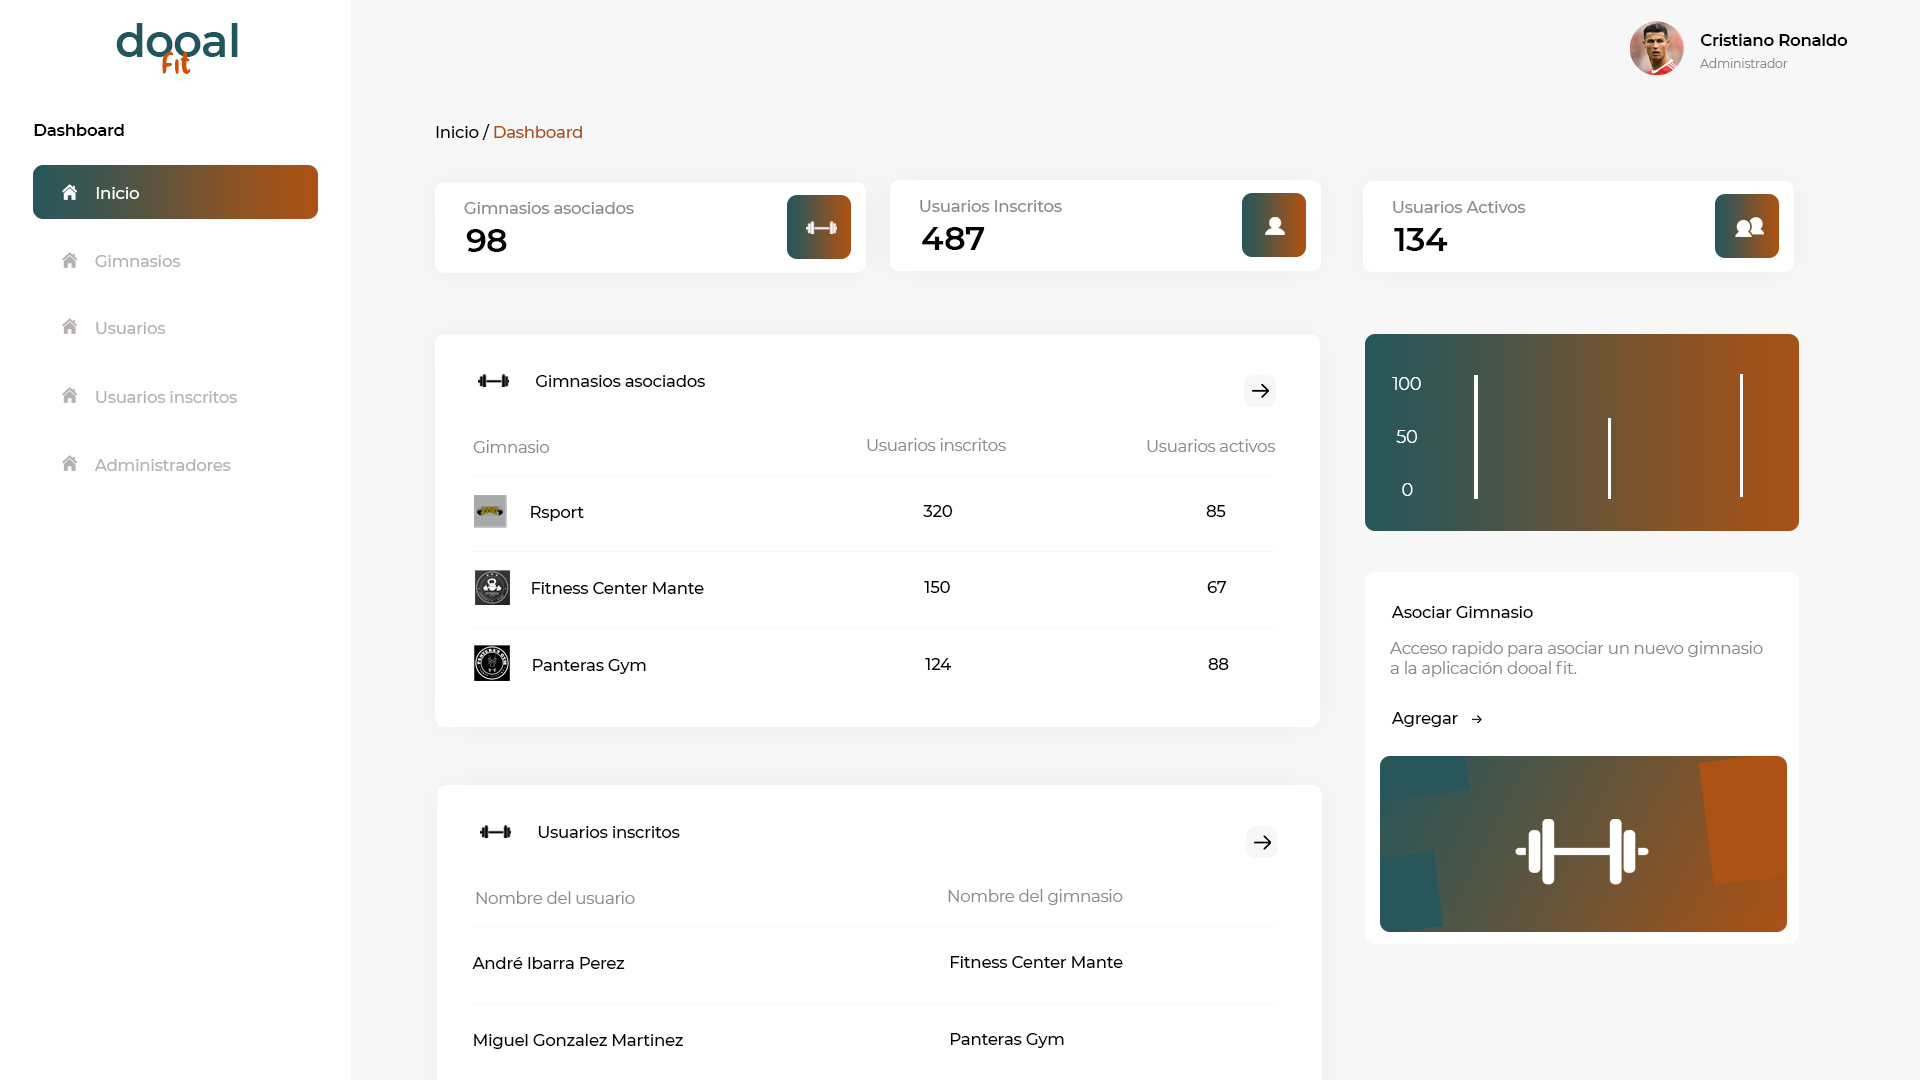 dooal
fit
Cristiano Ronaldo
Administrador
Dashboard
Inicio
Gimnasios
Usuarios
Usuarios inscritos
Administradores
Inicio / Dashboard
Gimnasios asociados
98
Usuarios Inscritos
487
Usuarios Activos
134
Gimnasios asociados
Gimnasio Usuarios inscritos Usuarios activos
Rsport 320 85
Fitness Center Mante 150 67
Panteras Gym 124 88
100
50
0
Asociar Gimnasio
Acceso rapido para asociar un nuevo gimnasio
a la aplicación dooal fit.
Agregar →
Usuarios inscritos
Nombre del usuario Nombre del gimnasio
André Ibarra Perez Fitness Center Mante
Miguel Gonzalez Martinez Panteras Gym